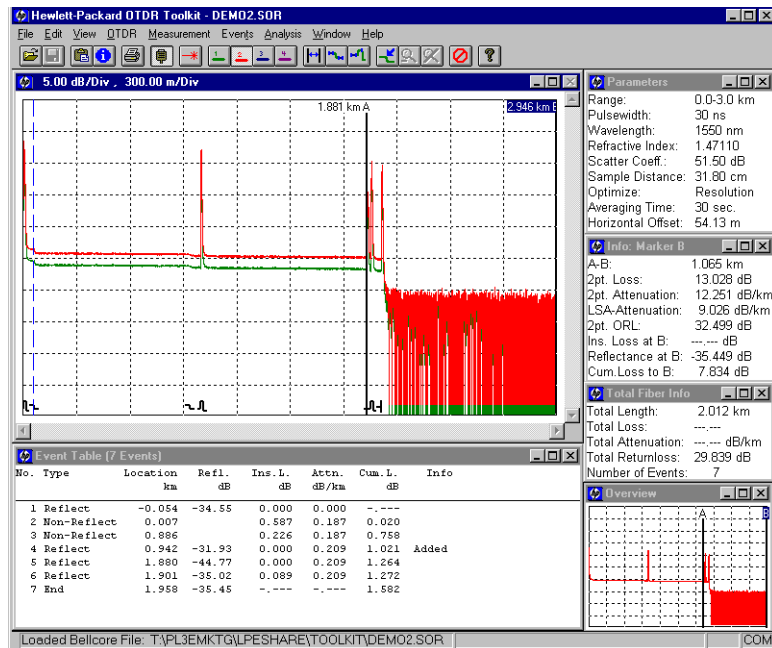 Hewlett-Packard OTDR Toolkit - DEMO2.SOR
File Edit View OTDR Measurement Events Analysis Window Help
1 2 3 4 ?
5.00 dB/Div , 300.00 m/Div
1.881 km A
2.946 km B
Parameters
Range: 0.0-3.0 km
Pulsewidth: 30 ns
Wavelength: 1550 nm
Refractive Index: 1.47110
Scatter Coeff.: 51.50 dB
Sample Distance: 31.80 cm
Optimize: Resolution
Averaging Time: 30 sec.
Horizontal Offset: 54.13 m
Info: Marker B
A-B: 1.065 km
2pt. Loss: 13.028 dB
2pt. Attenuation: 12.251 dB/km
LSA-Attenuation: 9.026 dB/km
2pt. ORL: 32.499 dB
Ins. Loss at B: ---.--- dB
Reflectance at B: -35.449 dB
Cum.Loss to B: 7.834 dB
Total Fiber Info
Total Length: 2.012 km
Total Loss: ---.---
Total Attenuation: ---.--- dB/km
Total Returnloss: 29.839 dB
Number of Events: 7
Event Table (7 Events)
No. Type Location Refl. Ins.L. Attn. Cum.L. Info
km dB dB dB/km dB
1 Reflect -0.054 -34.55 0.000 0.000 -.---
2 Non-Reflect 0.007 0.587 0.187 0.020
3 Non-Reflect 0.886 0.226 0.187 0.758
4 Reflect 0.942 -31.93 0.000 0.209 1.021 Added
5 Reflect 1.880 -44.77 0.000 0.209 1.264
6 Reflect 1.901 -35.02 0.089 0.209 1.272
7 End 1.958 -35.45 -.--- -.--- 1.582
Overview
A
B
Loaded Bellcore File: T:\PL3EMKTG\LPESHARE\TOOLKIT\DEMO2.SOR
COM